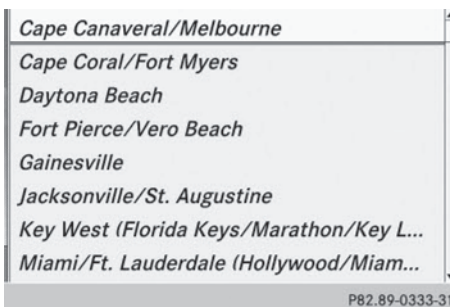 Cape Canaveral/Melbourne
Cape Coral/Fort Myers
Daytona Beach
Fort Pierce/Vero Beach
Gainesville
Jacksonville/St. Augustine
Key West (Florida Keys/Marathon/Key L...
Miami/Ft. Lauderdale (Hollywood/Miam...
P82.89-0333-31